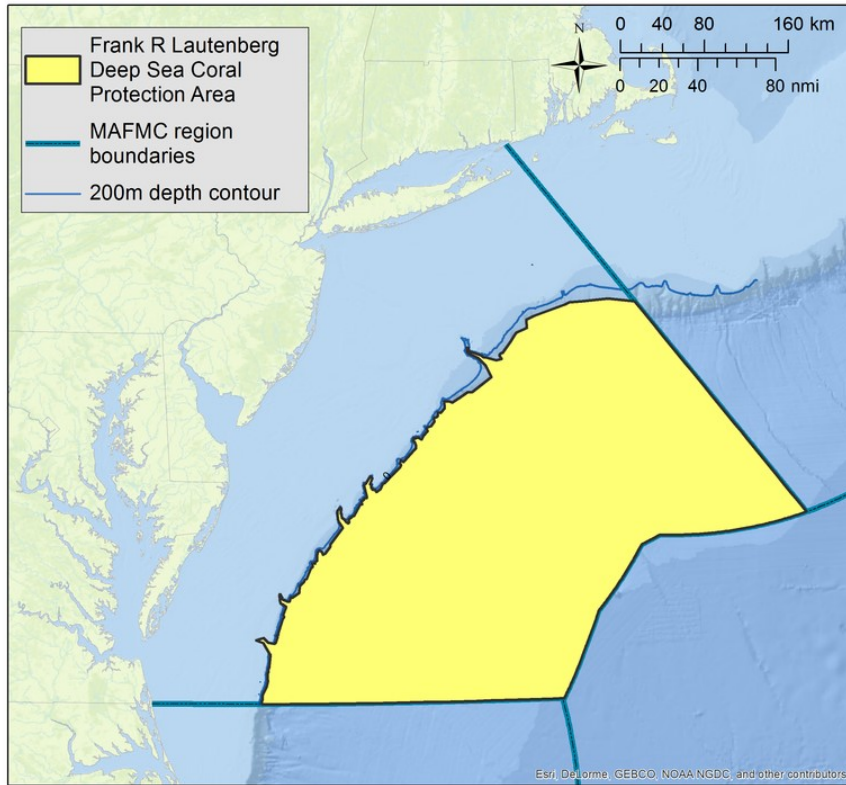 Frank R Lautenberg
Deep Sea Coral
Protection Area
MAFMC region
boundaries
200m depth contour
N
0 40 80 160 km
0 20 40 80 nmi
Esri, DeLorme, GEBCO, NOAA NGDC, and other contributors